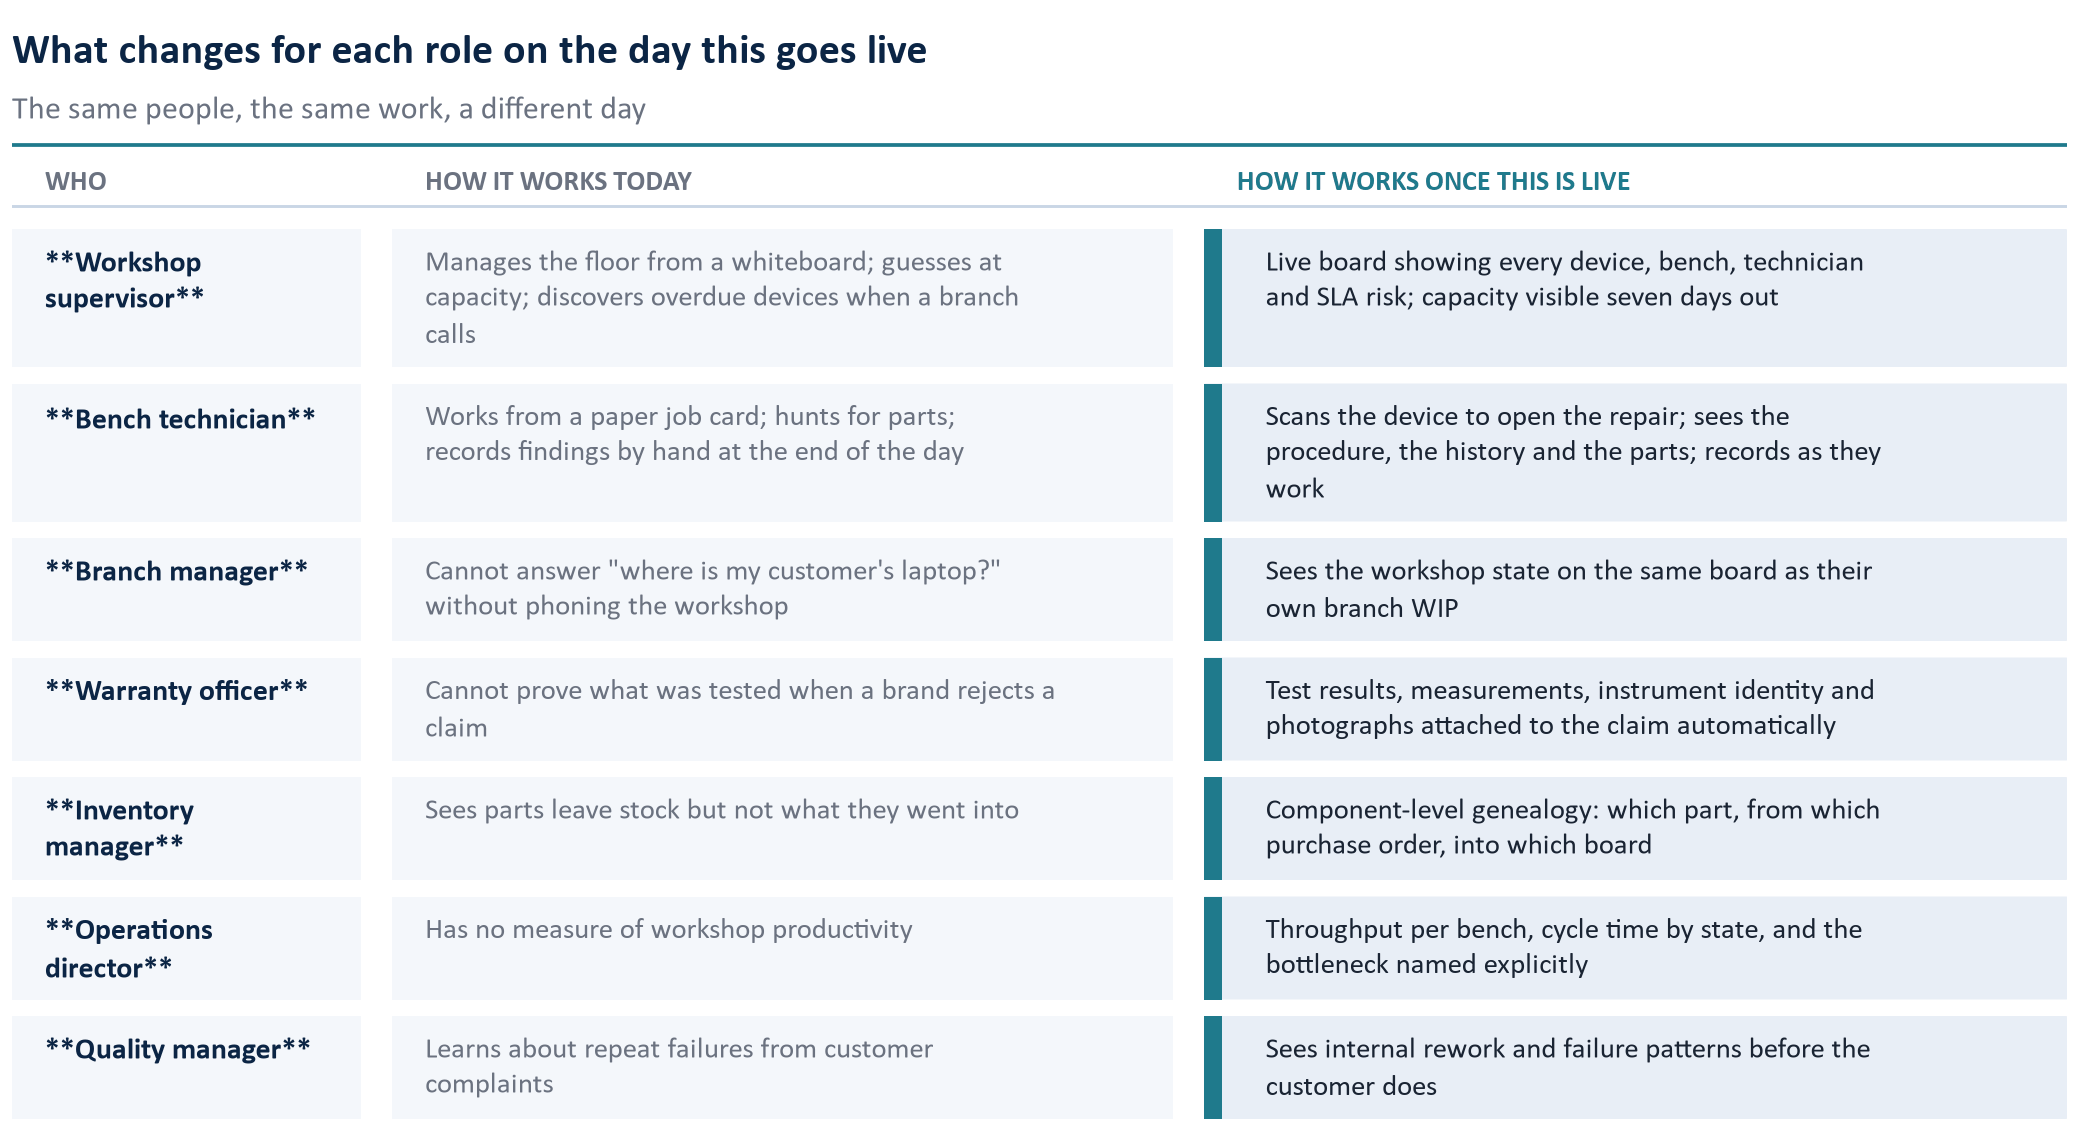 What changes for each role on the day this goes live
The same people, the same work, a different day
WHO
HOW IT WORKS TODAY
HOW IT WORKS ONCE THIS IS LIVE
**Workshop
supervisor**
Manages the floor from a whiteboard; guesses at
capacity; discovers overdue devices when a branch
calls
Live board showing every device, bench, technician
and SLA risk; capacity visible seven days out
**Bench technician**
Works from a paper job card; hunts for parts;
records findings by hand at the end of the day
Scans the device to open the repair; sees the
procedure, the history and the parts; records as they
work
**Branch manager**
Cannot answer "where is my customer's laptop?"
without phoning the workshop
Sees the workshop state on the same board as their
own branch WIP
**Warranty officer**
Cannot prove what was tested when a brand rejects a
claim
Test results, measurements, instrument identity and
photographs attached to the claim automatically
**Inventory
manager**
Sees parts leave stock but not what they went into
Component-level genealogy: which part, from which
purchase order, into which board
**Operations
director**
Has no measure of workshop productivity
Throughput per bench, cycle time by state, and the
bottleneck named explicitly
**Quality manager**
Learns about repeat failures from customer
complaints
Sees internal rework and failure patterns before the
customer does